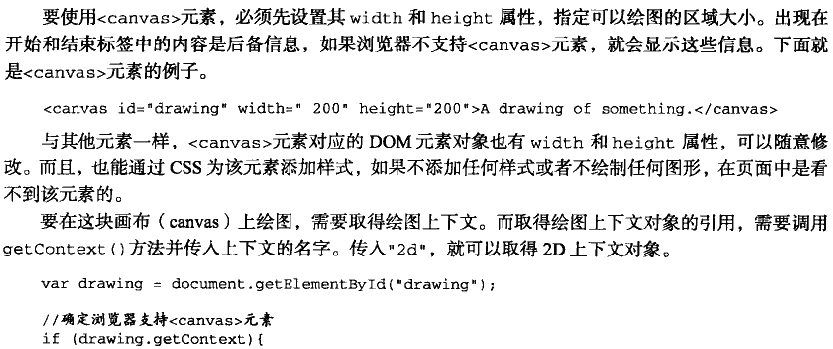 要使用<canvas>元素，必须先设置其 width 和 height 属性，指定可以绘图的区域大小。出现在
开始和结束标签中的内容是后备信息，如果浏览器不支持<canvas>元素，就会显示这些信息。下面就
是<canvas>元素的例子。
<canvas id="drawing" width=" 200" height="200">A drawing of something.</canvas>
与其他元素一样，<canvas>元素对应的 DOM 元素对象也有 width 和 height 属性，可以随意修
改。而且，也能通过 CSS 为该元素添加样式，如果不添加任何样式或者不绘制任何图形，在页面中是看
不到该元素的。
要在这块画布（canvas）上绘图，需要取得绘图上下文。而取得绘图上下文对象的引用，需要调用
getContext()方法并传入上下文的名字。传入"2d"，就可以取得 2D 上下文对象。
var drawing = document.getElementById("drawing");
//确定浏览器支持<canvas>元素
if (drawing.getContext){